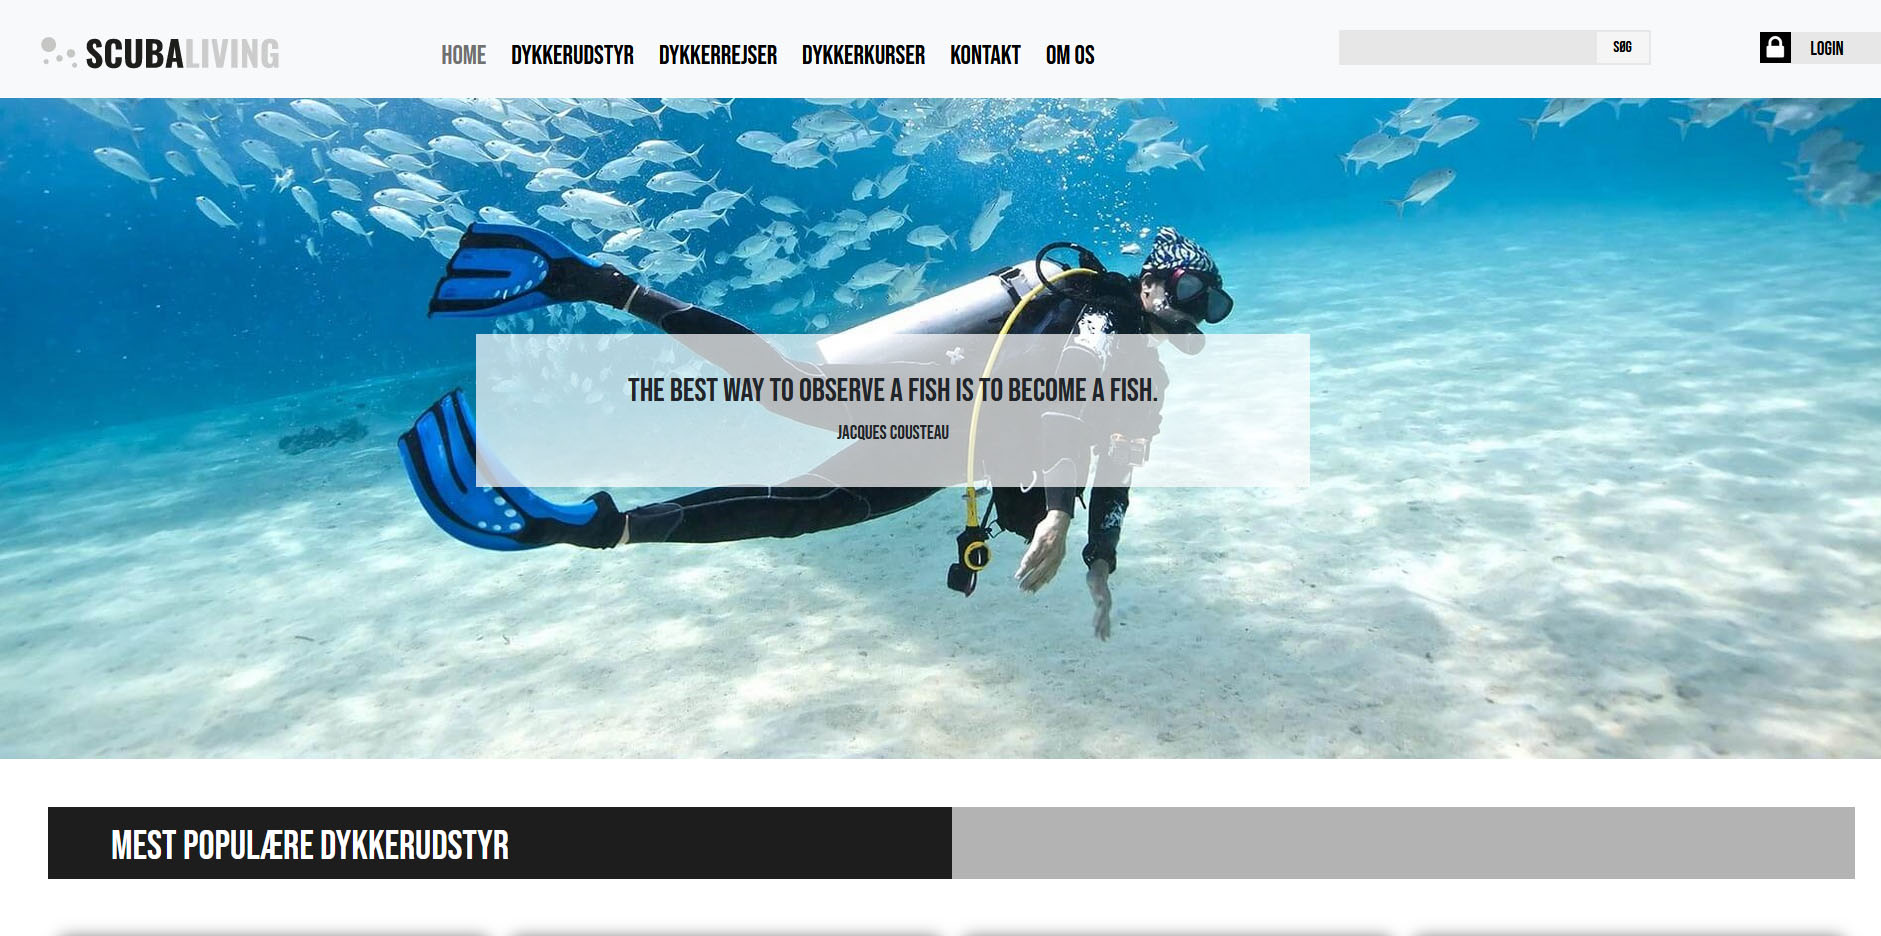 SCUBALIVING
HOME DYKKERUDSTYR DYKKERREJSER DYKKERKURSER KONTAKT OM OS
SØG
LOGIN
THE BEST WAY TO OBSERVE A FISH IS TO BECOME A FISH.
JACQUES COUSTEAU
MEST POPULÆRE DYKKERUDSTYR